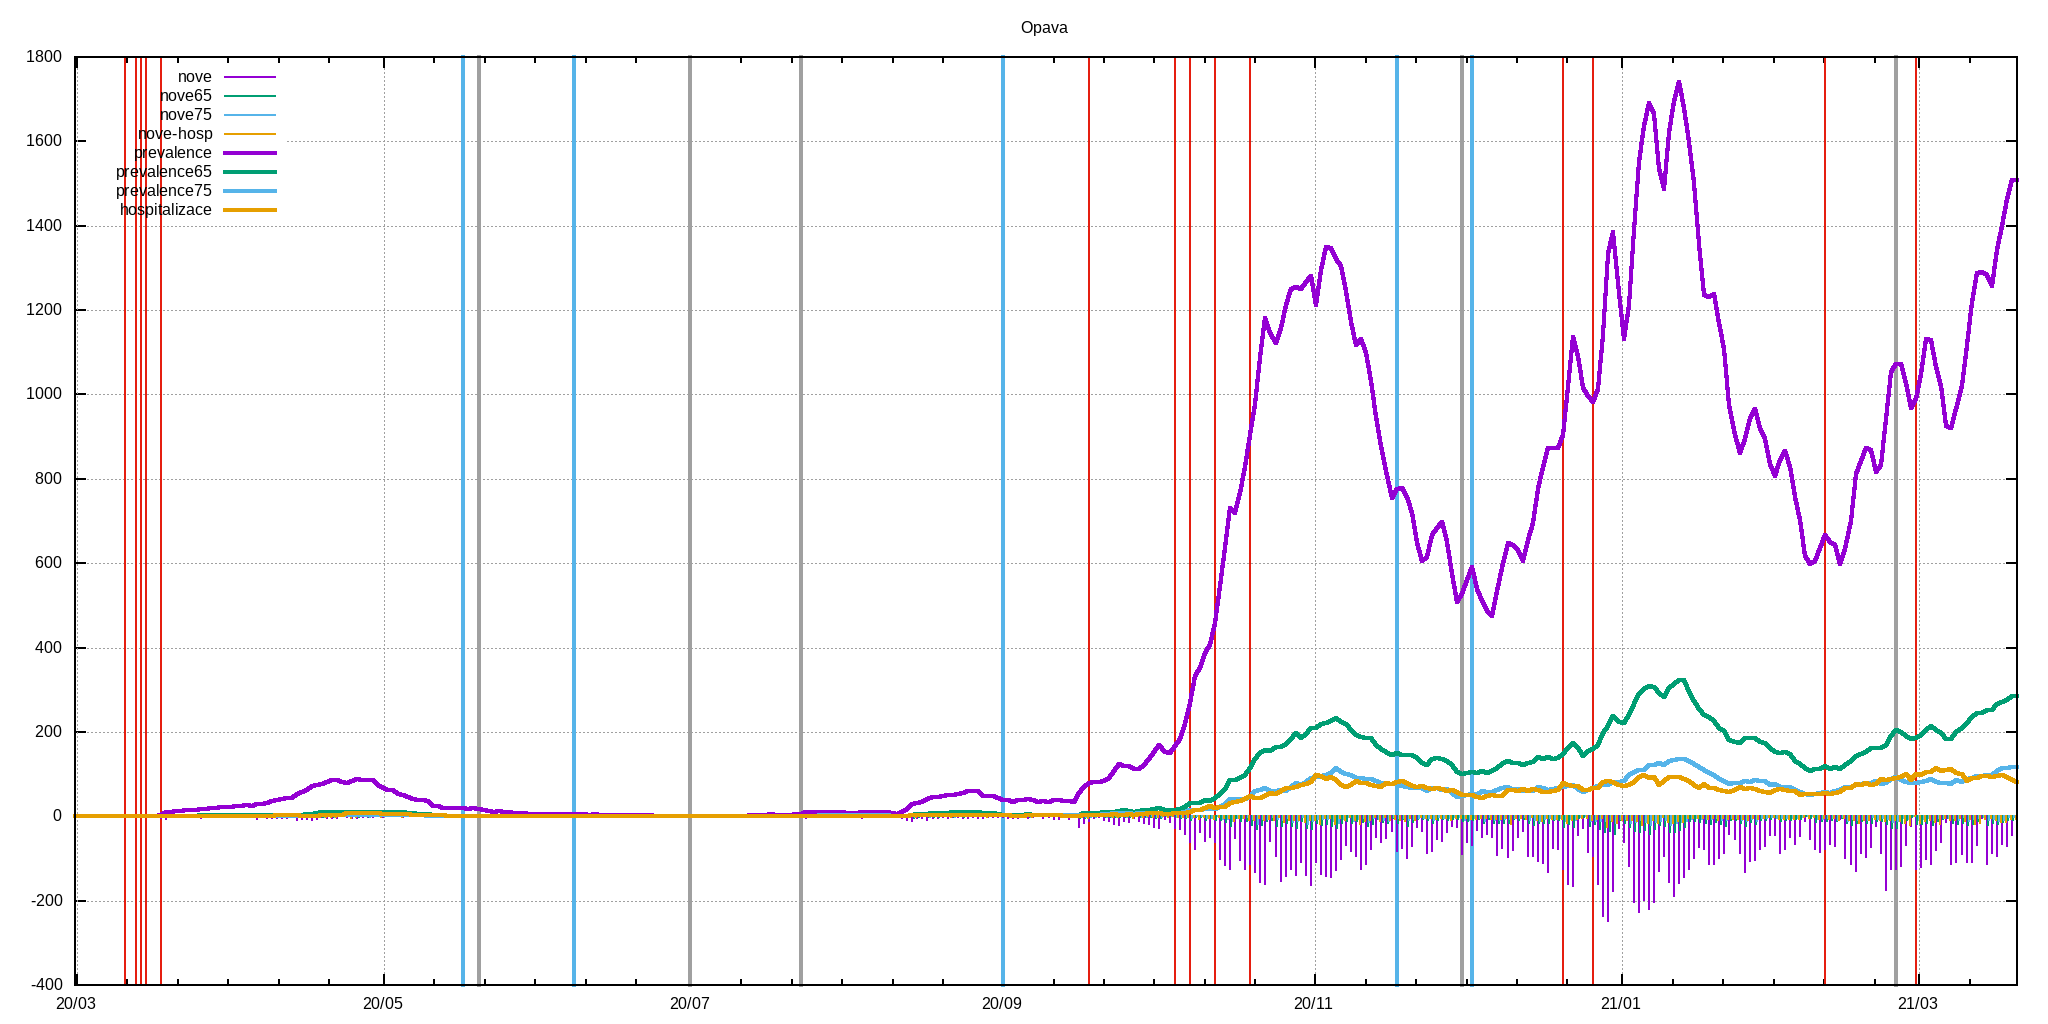 Opava
1800
1600
1400
1200
1000
800
600
400
200
0
-200
-400
nove
nove65
nove75
nove-hosp
prevalence
prevalence65
prevalence75
hospitalizace
20/03 20/05 20/07 20/09 20/11 21/01 21/03